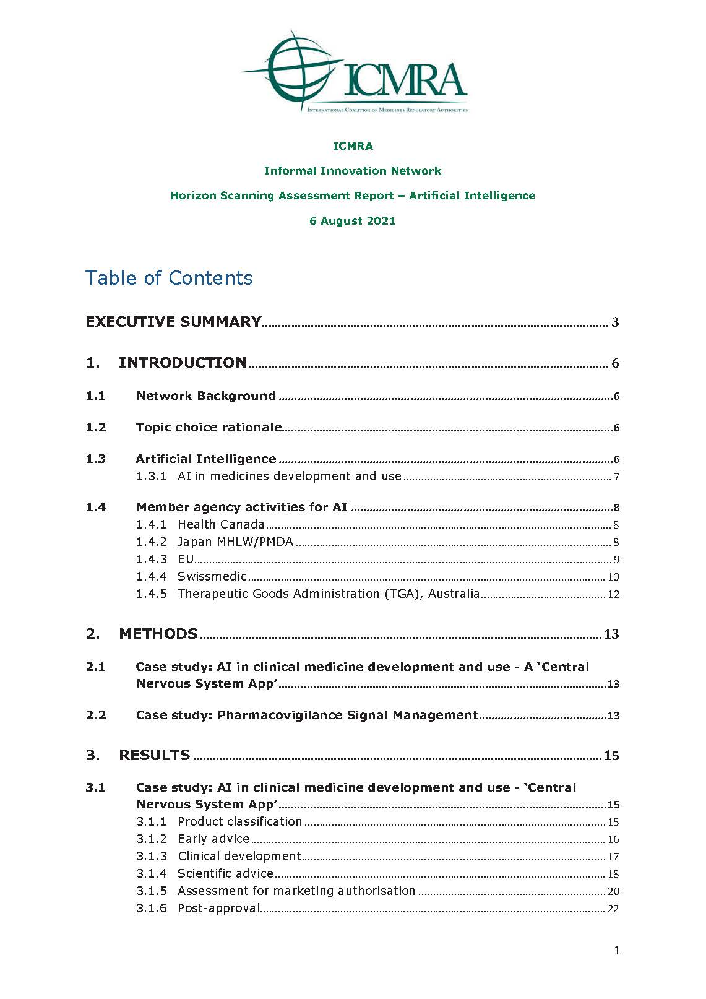 ICMRA
INTERNATIONAL COALITION OF MEDICINES REGULATORY AUTHORITIES
ICMRA
Informal Innovation Network
Horizon Scanning Assessment Report – Artificial Intelligence
6 August 2021
Table of Contents
EXECUTIVE SUMMARY 3
1. INTRODUCTION 6
1.1 Network Background 6
1.2 Topic choice rationale 6
1.3 Artificial Intelligence 6
1.3.1 AI in medicines development and use 7
1.4 Member agency activities for AI 8
1.4.1 Health Canada 8
1.4.2 Japan MHLW/PMDA 8
1.4.3 EU 9
1.4.4 Swissmedic 10
1.4.5 Therapeutic Goods Administration (TGA), Australia 12
2. METHODS 13
2.1 Case study: AI in clinical medicine development and use - A ‘Central
Nervous System App’ 13
2.2 Case study: Pharmacovigilance Signal Management 13
3. RESULTS 15
3.1 Case study: AI in clinical medicine development and use - ‘Central
Nervous System App’ 15
3.1.1 Product classification 15
3.1.2 Early advice 16
3.1.3 Clinical development 17
3.1.4 Scientific advice 18
3.1.5 Assessment for marketing authorisation 20
3.1.6 Post-approval 22
1